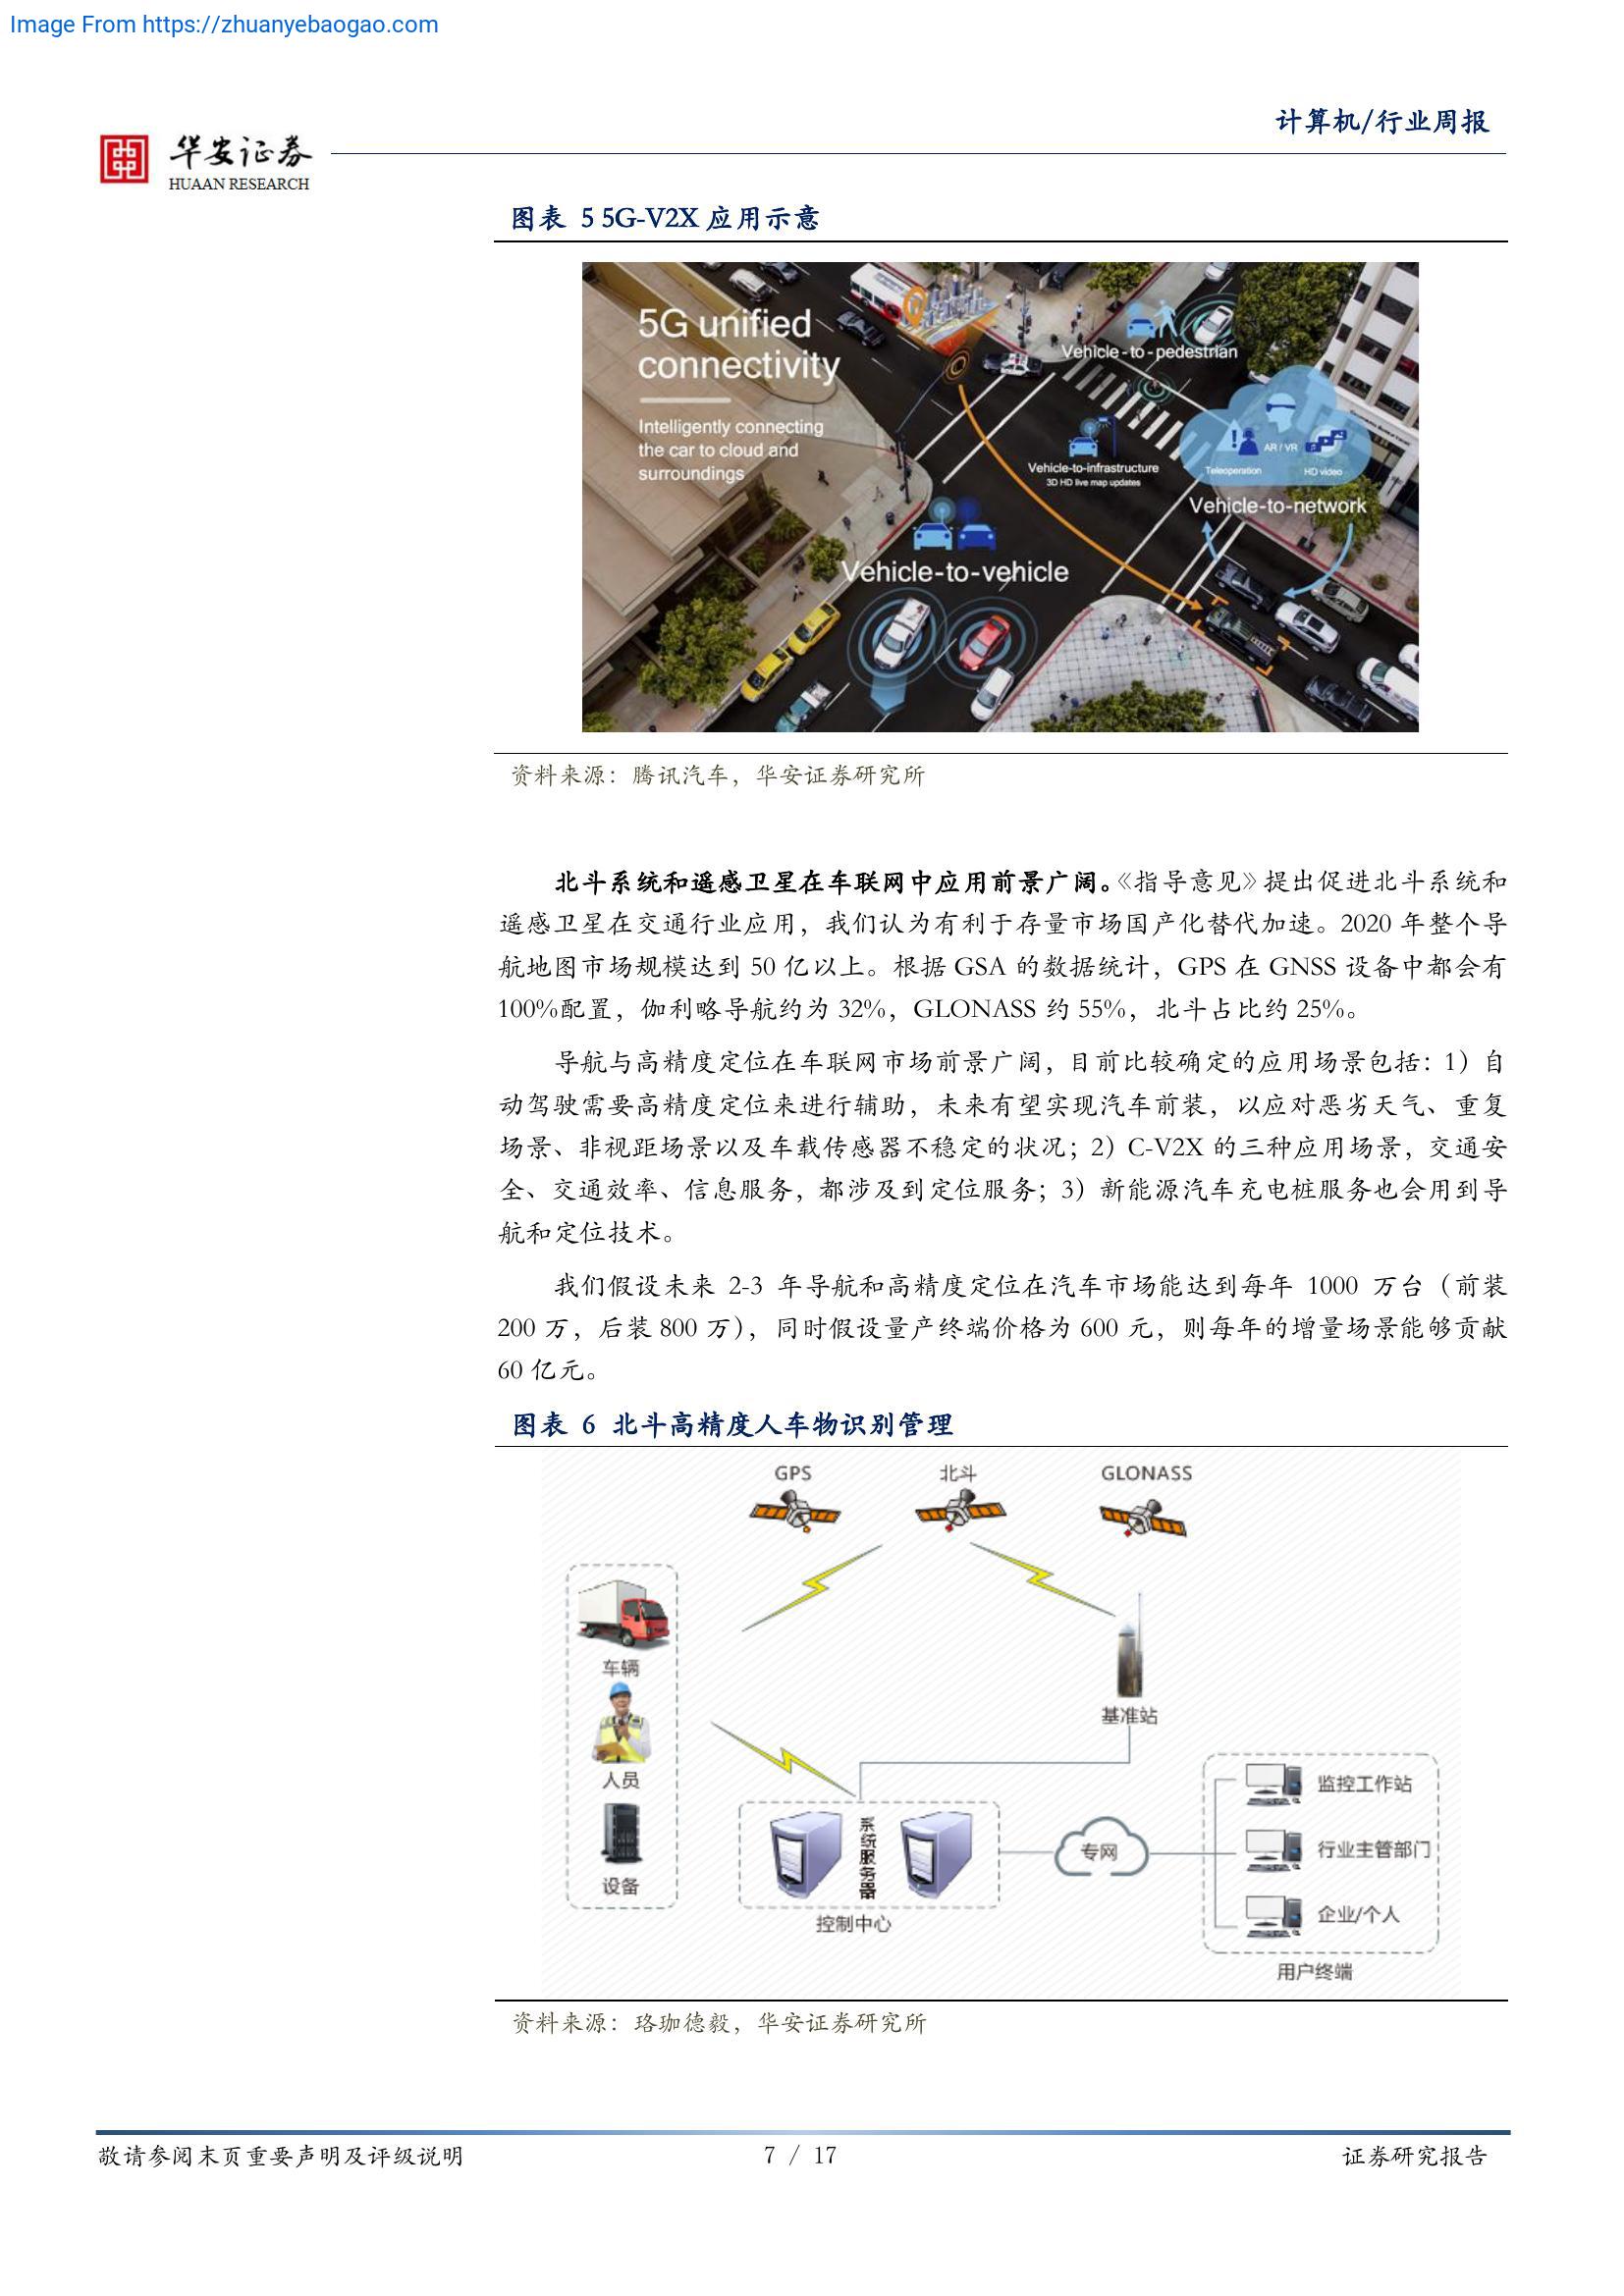 Image From https://zhuanyebaogao.com
计算机/行业周报
华安证券
HUAAN RESEARCH
图表 5 5G-V2X 应用示意
5G unified
connectivity
Intelligently connecting
the car to cloud and
surroundings
Vehicle-to-pedestrian
Vehicle-to-infrastructure
3D HD live map updates
AR / VR
Teleoperation
HD video
Vehicle-to-network
Vehicle-to-vehicle
资料来源：腾讯汽车，华安证券研究所
北斗系统和遥感卫星在车联网中应用前景广阔。《指导意见》提出促进北斗系统和
遥感卫星在交通行业应用，我们认为有利于存量市场国产化替代加速。2020 年整个导
航地图市场规模达到 50 亿以上。根据 GSA 的数据统计，GPS 在 GNSS 设备中都会有
100%配置，伽利略导航约为 32%，GLONASS 约 55%，北斗占比约 25%。
导航与高精度定位在车联网市场前景广阔，目前比较确定的应用场景包括：1）自
动驾驶需要高精度定位来进行辅助，未来有望实现汽车前装，以应对恶劣天气、重复
场景、非视距场景以及车载传感器不稳定的状况；2）C-V2X 的三种应用场景，交通安
全、交通效率、信息服务，都涉及到定位服务；3）新能源汽车充电桩服务也会用到导
航和定位技术。
我们假设未来 2-3 年导航和高精度定位在汽车市场能达到每年 1000 万台（前装
200 万，后装 800 万），同时假设量产终端价格为 600 元，则每年的增量场景能够贡献
60 亿元。
图表 6 北斗高精度人车物识别管理
GPS
北斗
GLONASS
车辆
人员
设备
基准站
系统服务器
控制中心
专网
监控工作站
行业主管部门
企业/个人
用户终端
资料来源：珞珈德毅，华安证券研究所
敬请参阅末页重要声明及评级说明
7 / 17
证券研究报告